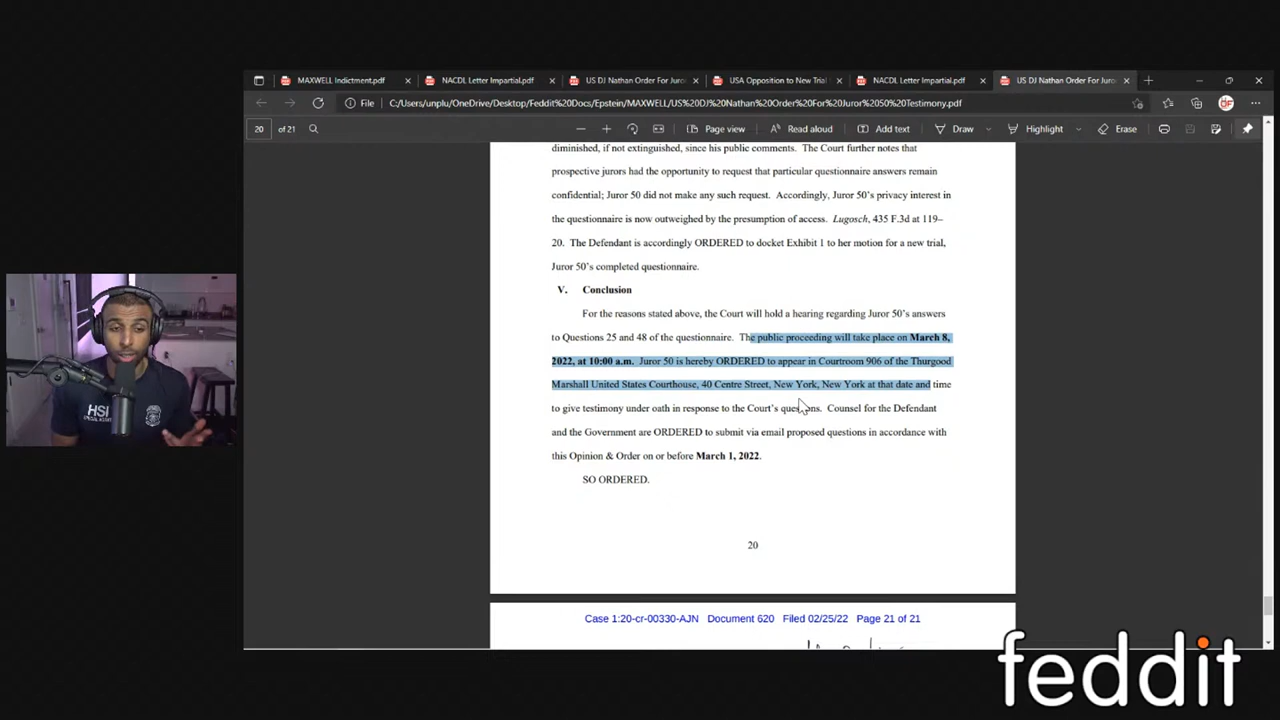 MAXWELL Indictment.pdf
NACDL Letter Impartial.pdf
US DJ Nathan Order For Juro
USA Opposition to New Trial
NACDL Letter Impartial.pdf
US DJ Nathan Order For Juro
File
C:/Users/unplu/OneDrive/Desktop/Feddit%20Docs/Epstein/MAXWELL/US%20DJ%20Nathan%20Order%20For%20Juror%2050%20Testimony.pdf
20 of 21
Page view
Read aloud
Add text
Draw
Highlight
Erase
diminished, if not extinguished, since his public comments. The Court further notes that
prospective jurors had the opportunity to request that particular questionnaire answers remain
confidential; Juror 50 did not make any such request. Accordingly, Juror 50's privacy interest in
the questionnaire is now outweighed by the presumption of access. Lugosch, 435 F.3d at 119–
20. The Defendant is accordingly ORDERED to docket Exhibit 1 to her motion for a new trial,
Juror 50's completed questionnaire.
V. Conclusion
For the reasons stated above, the Court will hold a hearing regarding Juror 50's answers
to Questions 25 and 48 of the questionnaire. The public proceeding will take place on March 8,
2022, at 10:00 a.m. Juror 50 is hereby ORDERED to appear in Courtroom 906 of the Thurgood
Marshall United States Courthouse, 40 Centre Street, New York, New York at that date and time
to give testimony under oath in response to the Court's questions. Counsel for the Defendant
and the Government are ORDERED to submit via email proposed questions in accordance with
this Opinion & Order on or before March 1, 2022.
SO ORDERED.
20
Case 1:20-cr-00330-AJN Document 620 Filed 02/25/22 Page 21 of 21
HSI
feddit